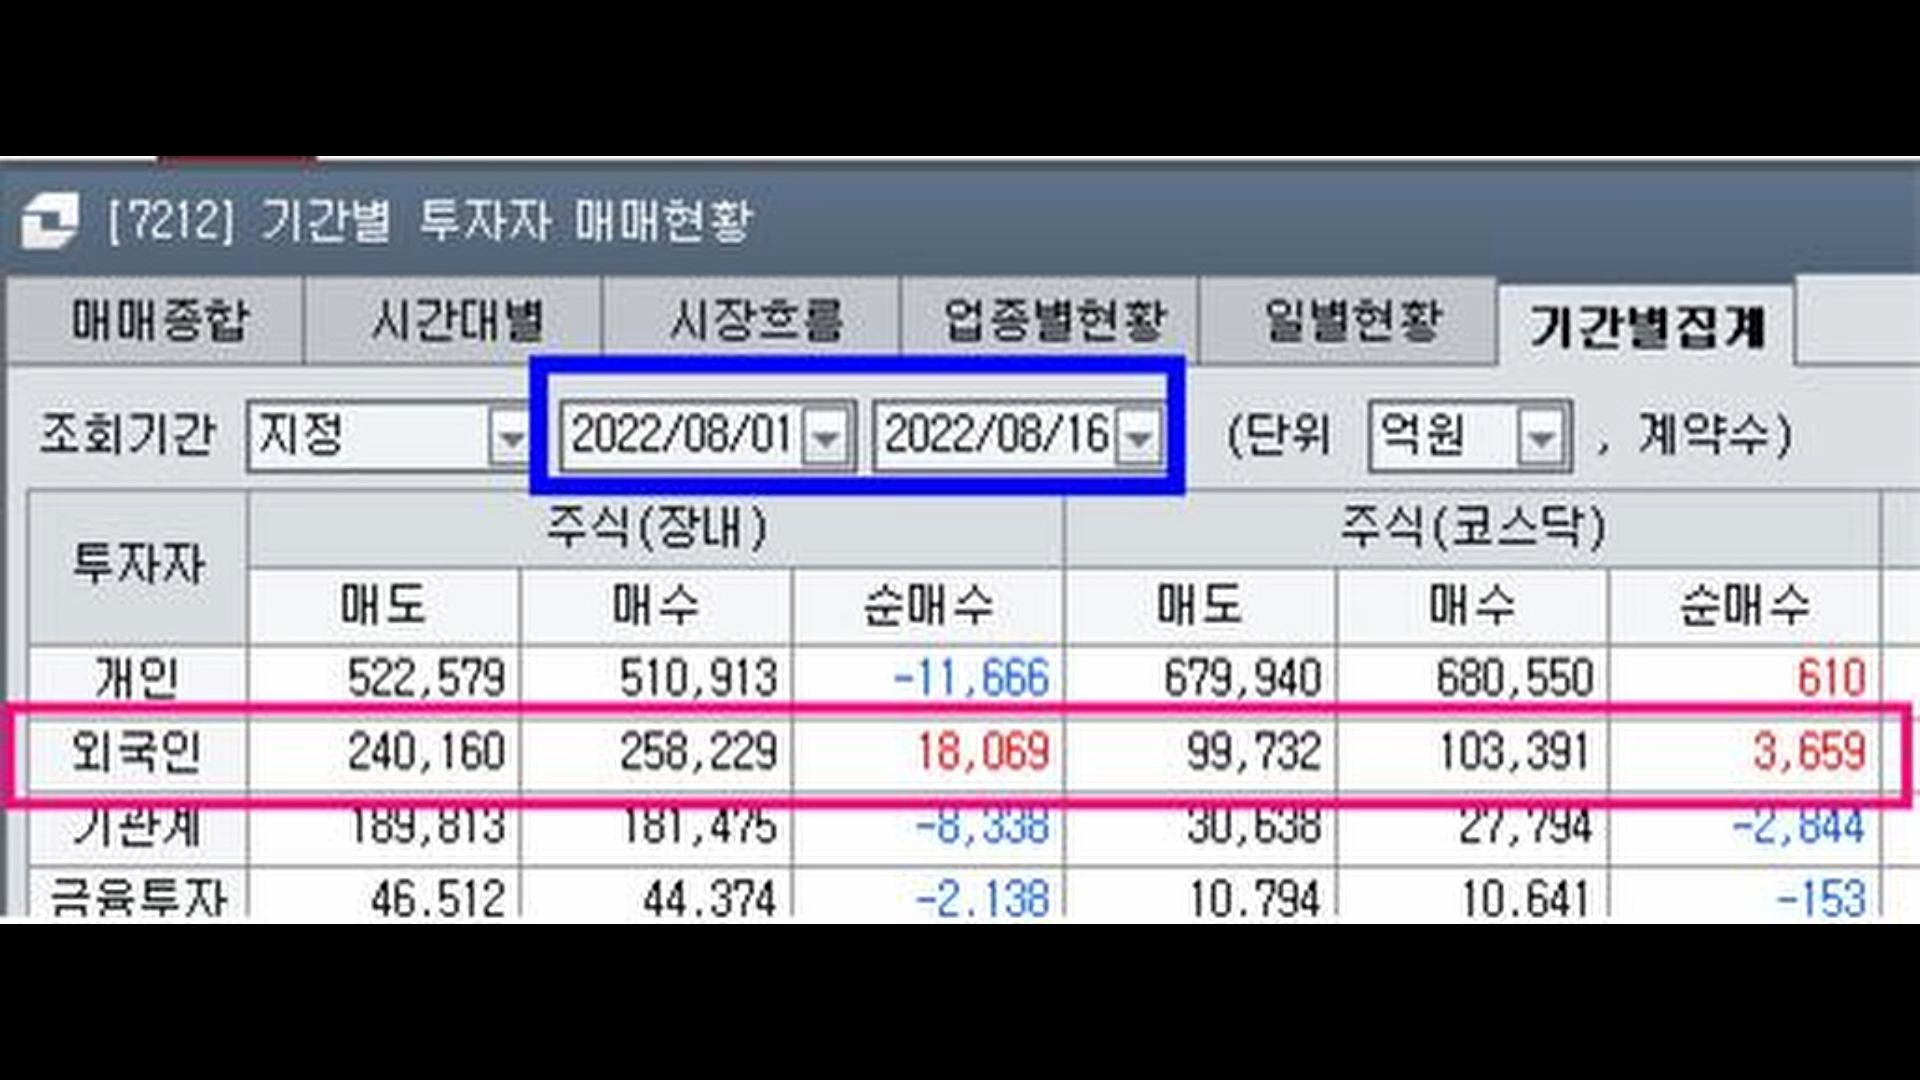 [7212] 기간별 투자자 매매현황
매매종합 시간대별 시장흐름 업종별현황 일별현황 기간별집계
조회기간 지정 2022/08/01 2022/08/16 (단위 억원 , 계약수)
투자자 주식(장내) 주식(코스닥)
매도 매수 순매수 매도 매수 순매수
개인 522,579 510,913 -11,666 679,940 680,550 610
외국인 240,160 258,229 18,069 99,732 103,391 3,659
기관계 189,813 181,475 -8,338 30,638 27,794 -2,844
금융투자 46,512 44,374 -2,138 10,794 10,641 -153